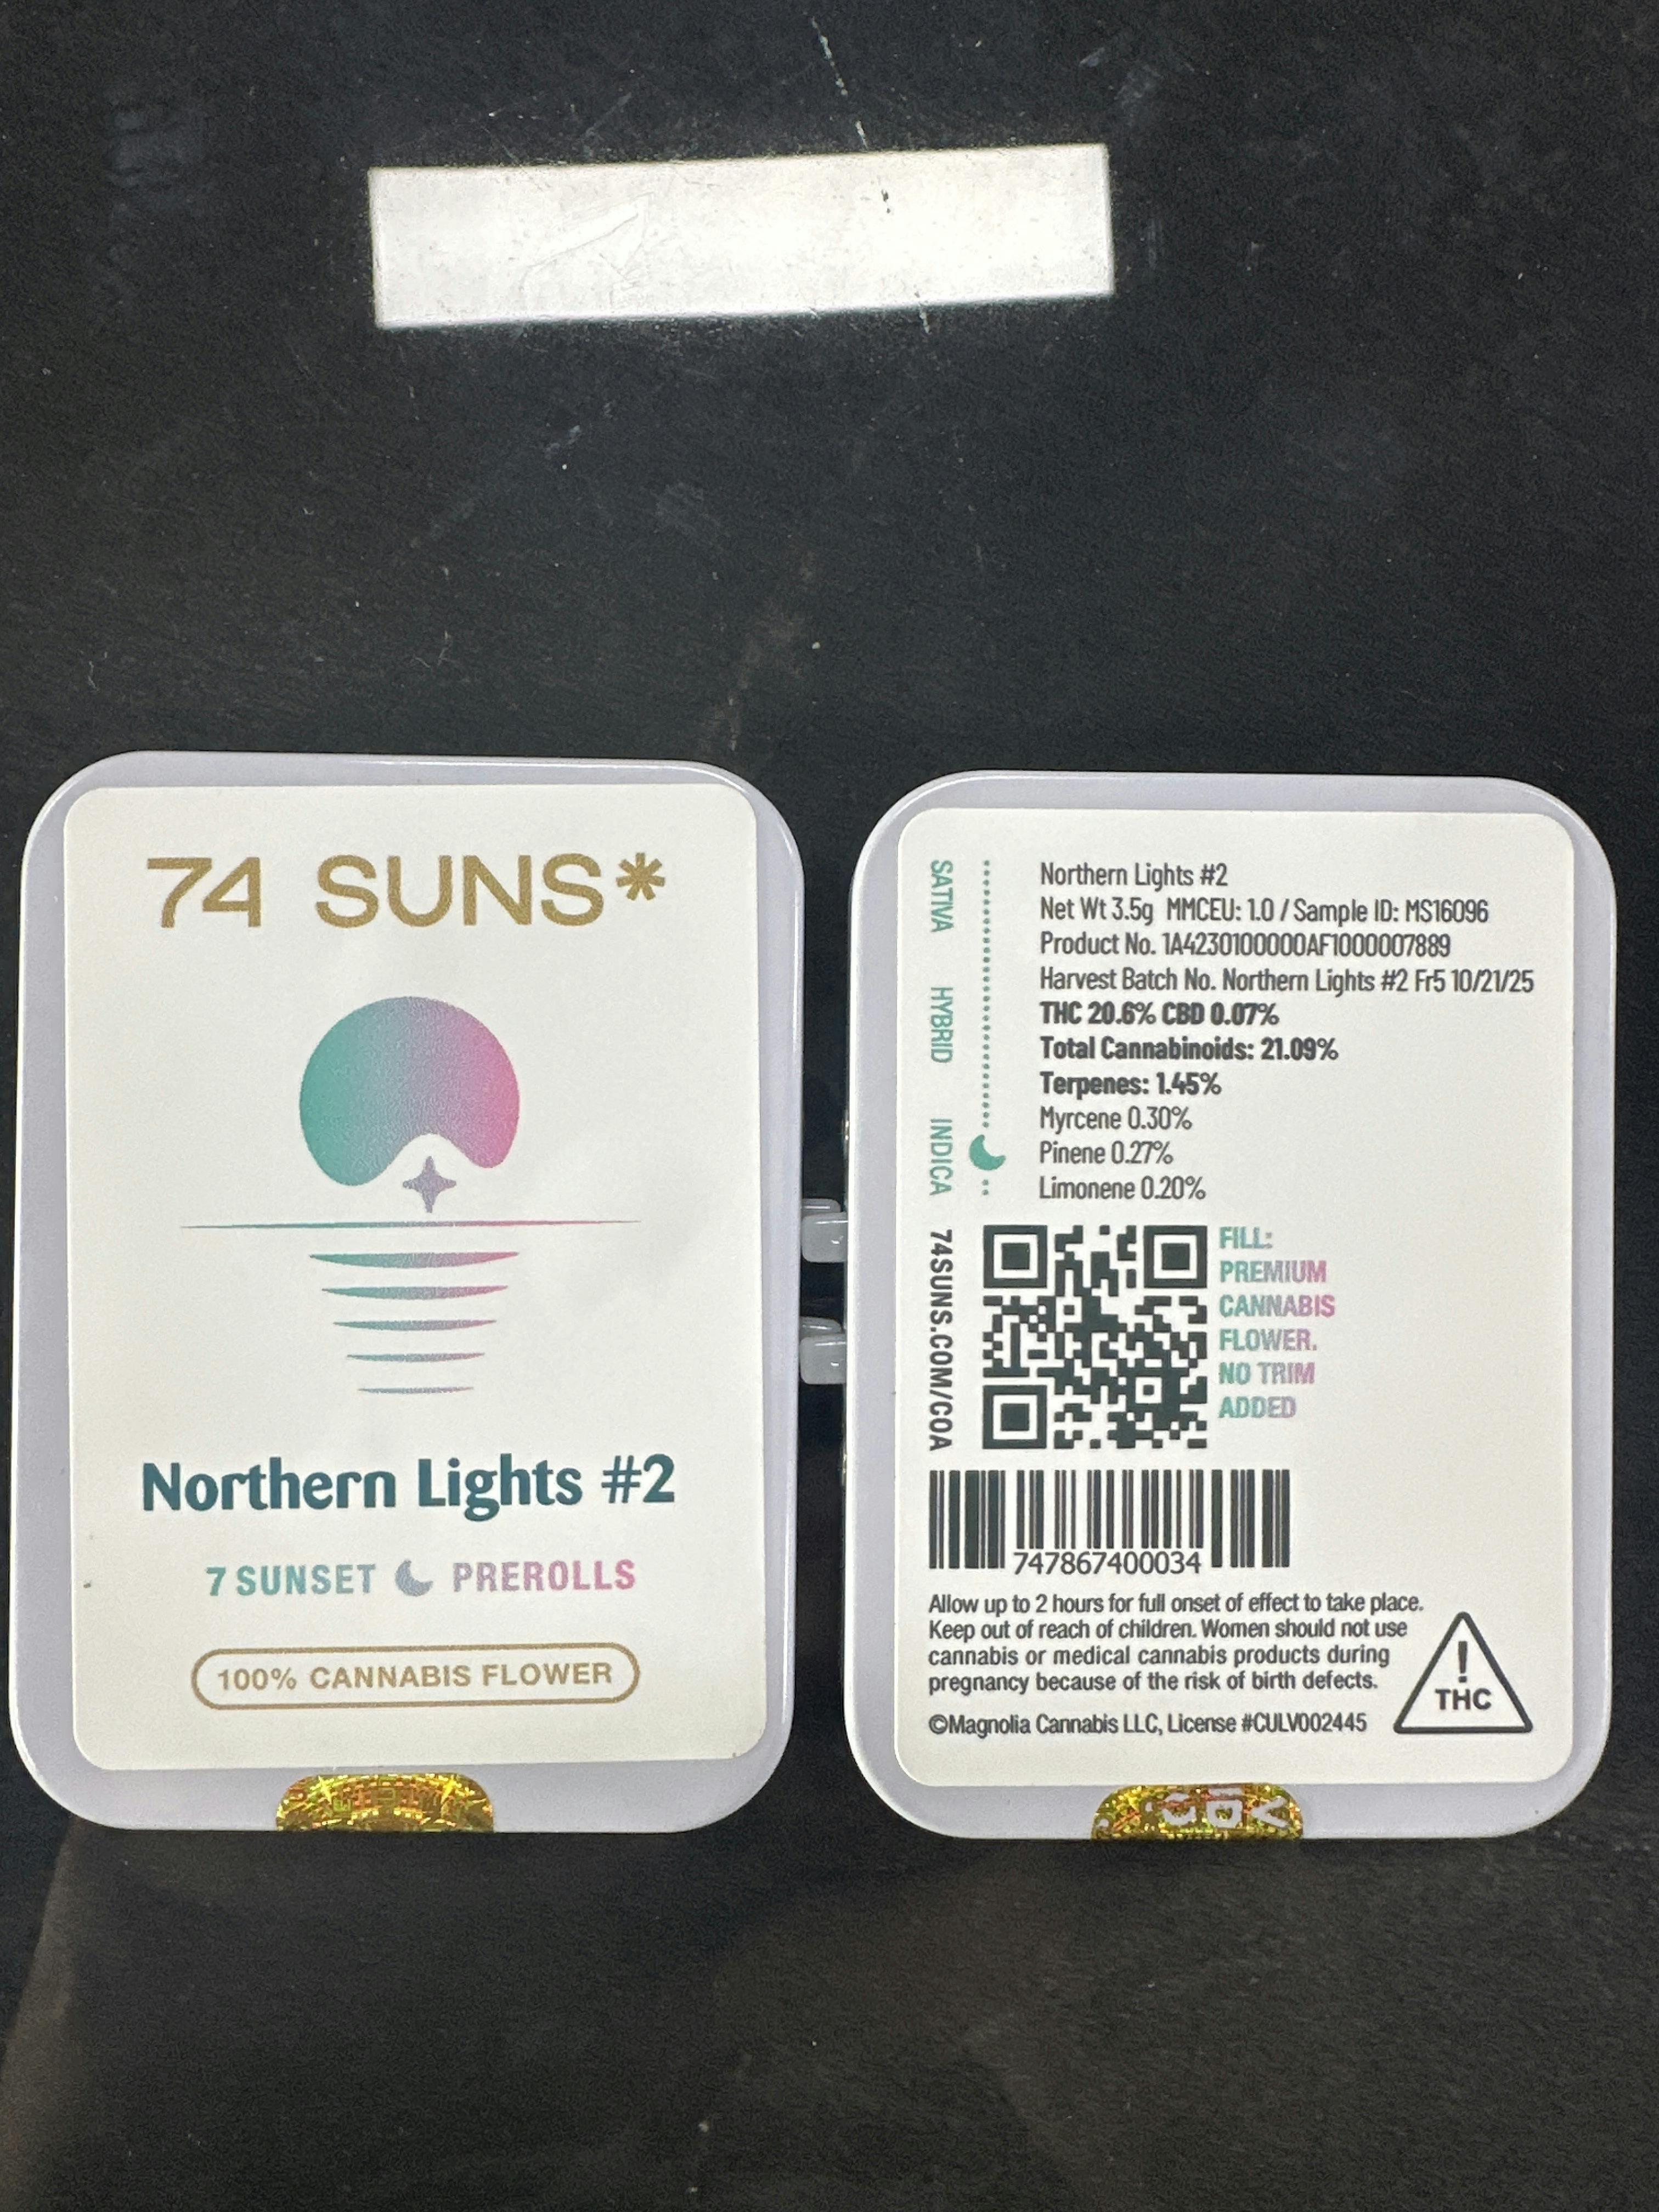 74 SUNS*
Northern Lights #2
7 SUNSET PREROLLS
100% CANNABIS FLOWER
SATIVA
HYBRID
INDICA
Northern Lights #2
Net Wt 3.5g MMCEU: 1.0 / Sample ID: MS16096
Product No. 1A4230100000AF1000007889
Harvest Batch No. Northern Lights #2 Fr5 10/21/25
THC 20.6% CBD 0.07%
Total Cannabinoids: 21.09%
Terpenes: 1.45%
Myrcene 0.30%
Pinene 0.27%
Limonene 0.20%
74SUNS.COM/COA
FILL:
PREMIUM
CANNABIS
FLOWER.
NO TRIM
ADDED
747867400034
Allow up to 2 hours for full onset of effect to take place.
Keep out of reach of children. Women should not use
cannabis or medical cannabis products during
pregnancy because of the risk of birth defects.
©Magnolia Cannabis LLC, License #CULV002445
!
THC